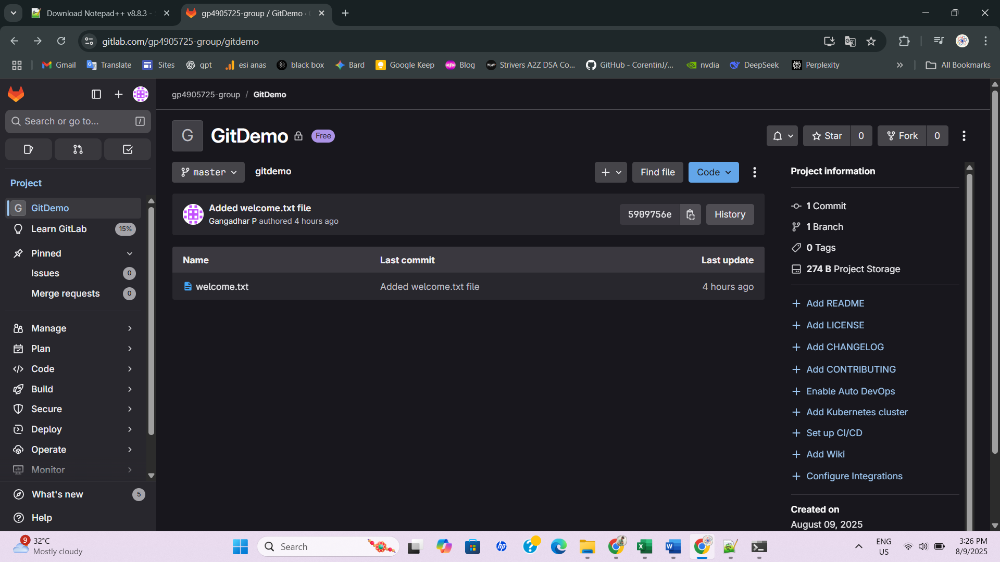 Download Notepad++ v8.8.3 -
gp4905725-group / GitDemo ·
gitlab.com/gp4905725-group/gitdemo
Gmail
Translate
Sites
gpt
esi anas
black box
Bard
Google Keep
Blog
TUF
Strivers A2Z DSA Co...
GitHub - CorentinJ/...
nvdia
DeepSeek
Perplexity
All Bookmarks
gp4905725-group / GitDemo
Search or go to...
/
Project
G GitDemo
Learn GitLab 15%
Pinned
Issues 0
Merge requests 0
Manage
Plan
Code
Build
Secure
Deploy
Operate
Monitor
What's new 5
Help
G GitDemo Free
Star 0
Fork 0
master
gitdemo
Find file
Code
Added welcome.txt file
Gangadhar P authored 4 hours ago
5909756e
History
Name Last commit Last update
welcome.txt Added welcome.txt file 4 hours ago
Project information
1 Commit
1 Branch
0 Tags
274 B Project Storage
Add README
Add LICENSE
Add CHANGELOG
Add CONTRIBUTING
Enable Auto DevOps
Add Kubernetes cluster
Set up CI/CD
Add Wiki
Configure Integrations
Created on
August 09, 2025
9
32°C
Mostly cloudy
Search
hp
ENG
US
3:26 PM
8/9/2025